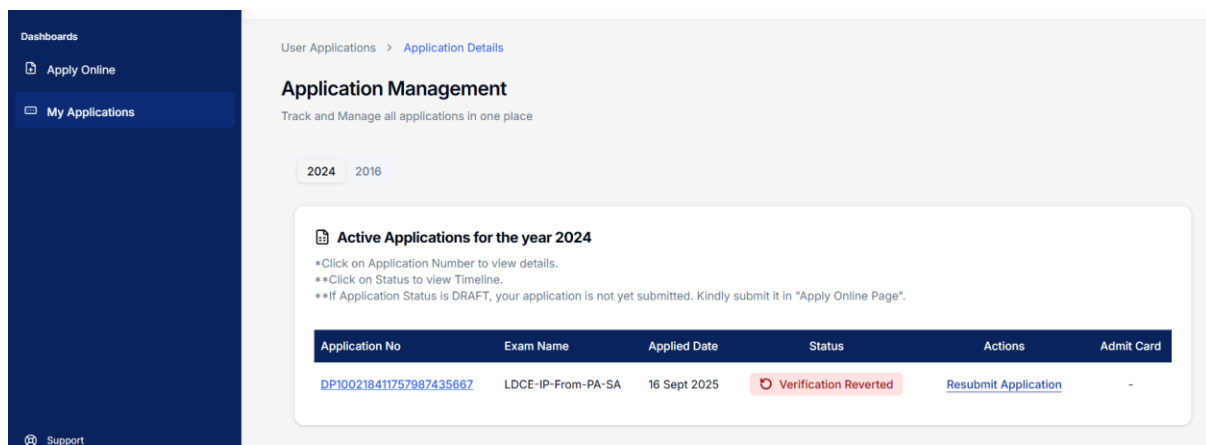 Dashboards
Apply Online
My Applications
Support
User Applications > Application Details
Application Management
Track and Manage all applications in one place
2024 2016
Active Applications for the year 2024
*Click on Application Number to view details.
**Click on Status to view Timeline.
**If Application Status is DRAFT, your application is not yet submitted. Kindly submit it in "Apply Online Page".
Application No Exam Name Applied Date Status Actions Admit Card
DP100218411757987435667 LDCE-IP-From-PA-SA 16 Sept 2025 Verification Reverted Resubmit Application -